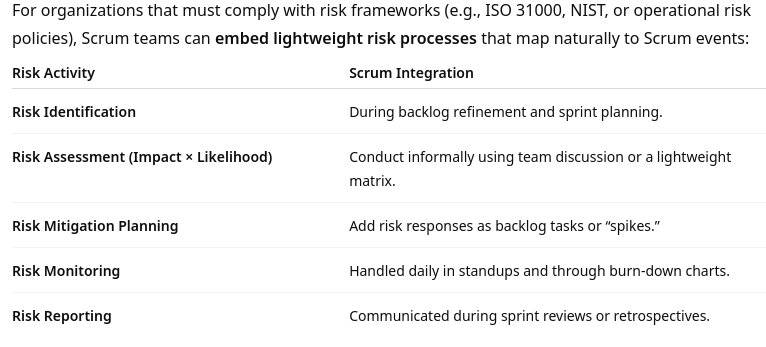 For organizations that must comply with risk frameworks (e.g., ISO 31000, NIST, or operational risk
policies), Scrum teams can embed lightweight risk processes that map naturally to Scrum events:
Risk Activity Scrum Integration
Risk Identification During backlog refinement and sprint planning.
Risk Assessment (Impact × Likelihood) Conduct informally using team discussion or a lightweight
matrix.
Risk Mitigation Planning Add risk responses as backlog tasks or “spikes.”
Risk Monitoring Handled daily in standups and through burn-down charts.
Risk Reporting Communicated during sprint reviews or retrospectives.